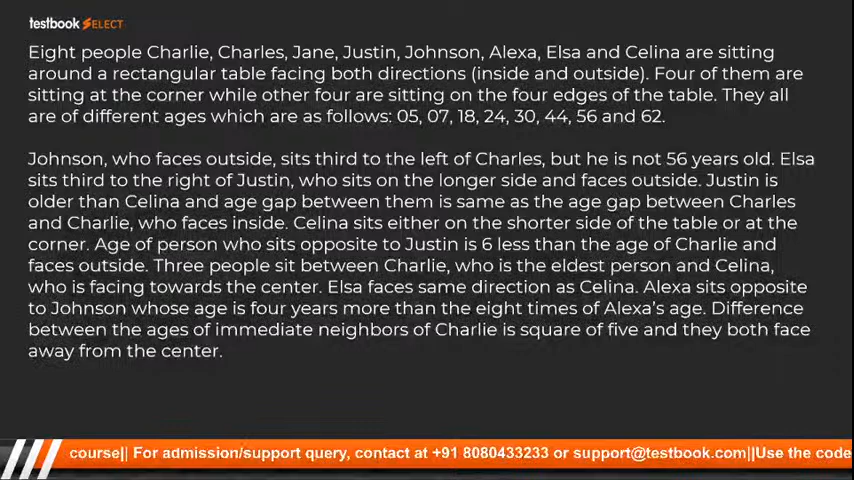 testbook SELECT
Eight people Charlie, Charles, Jane, Justin, Johnson, Alexa, Elsa and Celina are sitting
around a rectangular table facing both directions (inside and outside). Four of them are
sitting at the corner while other four are sitting on the four edges of the table. They all
are of different ages which are as follows: 05, 07, 18, 24, 30, 44, 56 and 62.
Johnson, who faces outside, sits third to the left of Charles, but he is not 56 years old. Elsa
sits third to the right of Justin, who sits on the longer side and faces outside. Justin is
older than Celina and age gap between them is same as the age gap between Charles
and Charlie, who faces inside. Celina sits either on the shorter side of the table or at the
corner. Age of person who sits opposite to Justin is 6 less than the age of Charlie and
faces outside. Three people sit between Charlie, who is the eldest person and Celina,
who is facing towards the center. Elsa faces same direction as Celina. Alexa sits opposite
to Johnson whose age is four years more than the eight times of Alexa's age. Difference
between the ages of immediate neighbors of Charlie is square of five and they both face
away from the center.
course|| For admission/support query, contact at +91 8080433233 or support@testbook.com||Use the code